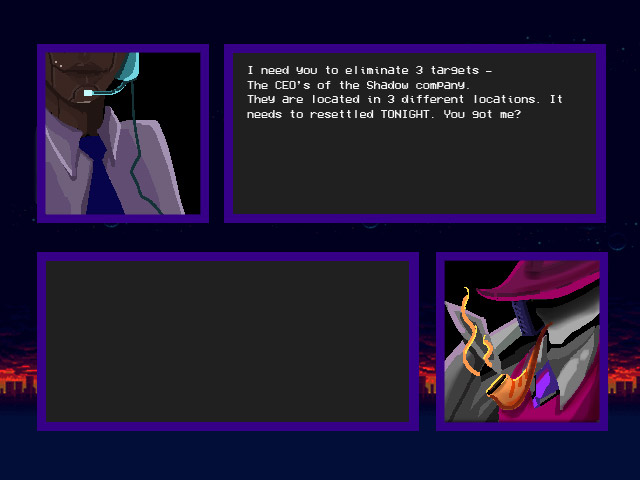 I need you to eliminate 3 targets -
The CEO's of the Shadow company.
They are located in 3 different locations. It
needs to resettled TONIGHT. You got me?